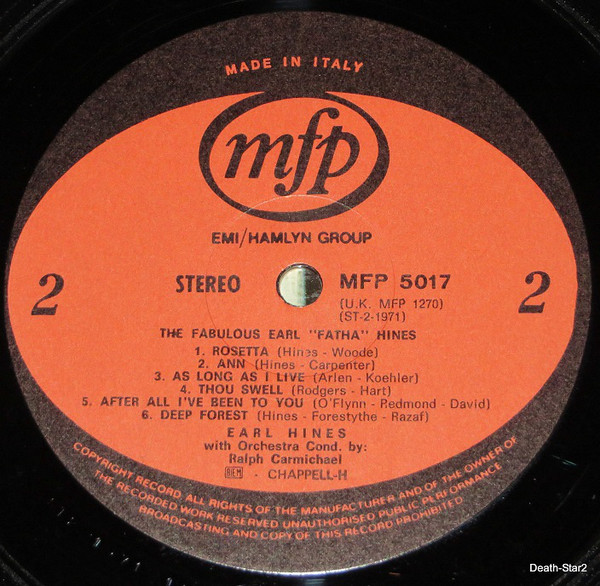 MADE IN ITALY
mfp
EMI/HAMLYN GROUP
2
STEREO
MFP 5017
2
(U.K. MFP 1270)
(ST-2-1971)
THE FABULOUS EARL "FATHA" HINES
1. ROSETTA (Hines - Woode)
2. ANN (Hines - Carpenter)
3. AS LONG AS I LIVE (Arlen - Koehler)
4. THOU SWELL (Rodgers - Hart)
5. AFTER ALL I'VE BEEN TO YOU (O'Flynn - Redmond - David)
6. DEEP FOREST (Hines - Forestythe - Razaf)
EARL HINES
with Orchestra Cond. by:
Ralph Carmichael
BIEM - CHAPPELL-H
COPYRIGHT RECORD ALL RIGHTS OF THE MANUFACTURER AND OF THE OWNER OF
THE RECORDED WORK RESERVED UNAUTHORISED PUBLIC PERFORMANCE
BROADCASTING AND COPY OF THIS RECORD PROHIBITED
Death-Star2